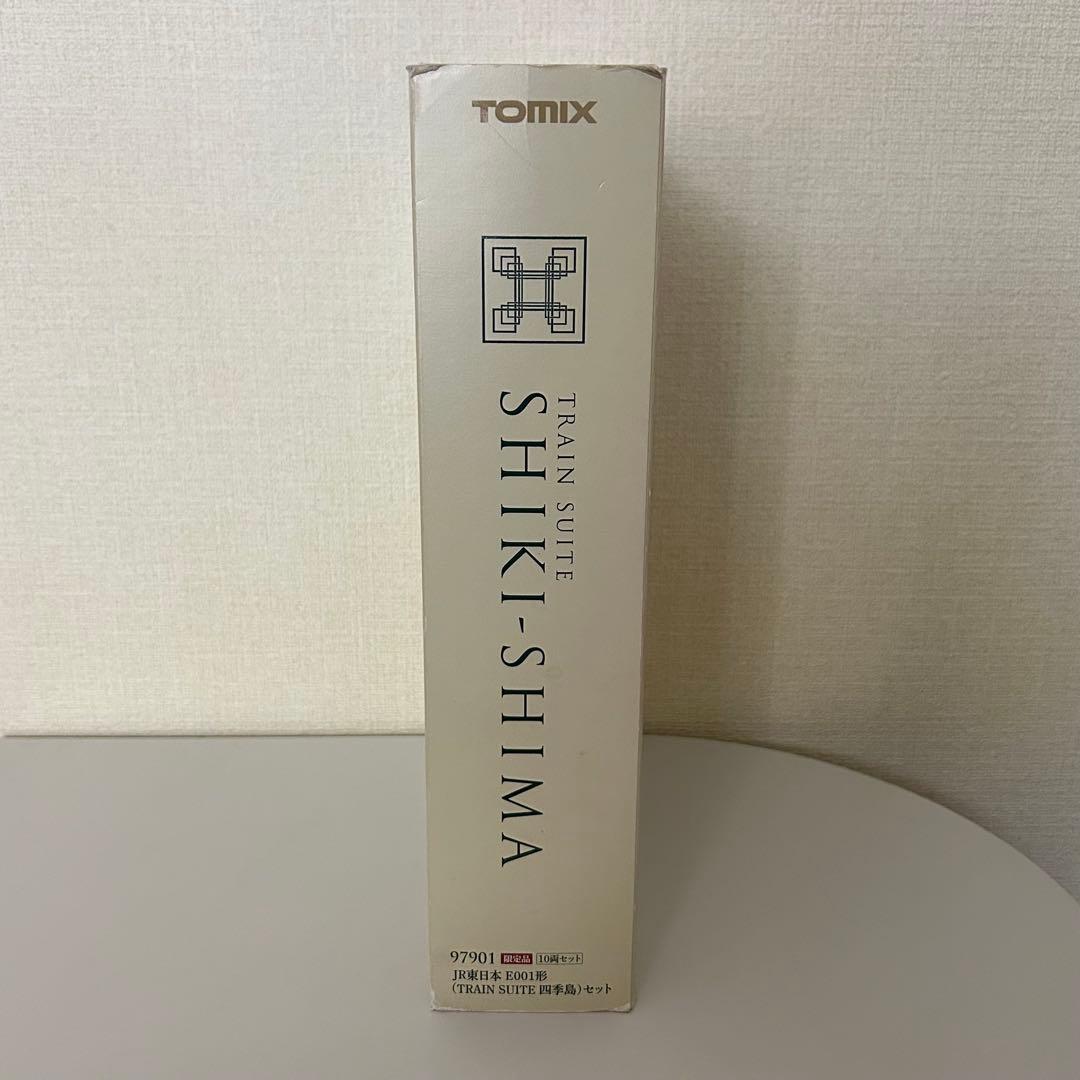 TOMIX
TRAIN SUITE
SHIKI-SHIMA
97901 限定品 10両セット
JR東日本 E001形
(TRAIN SUITE 四季島)セット